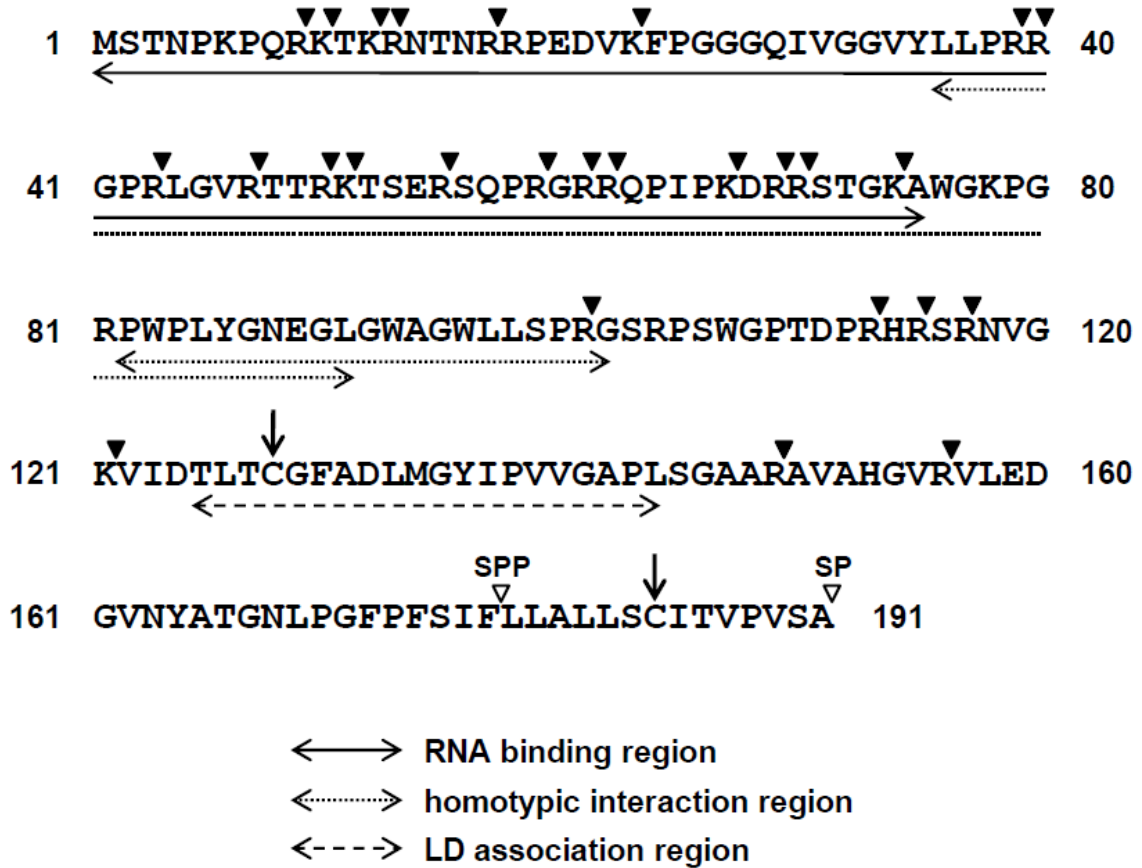 1 MSTNPKPQRKTKRNTNRRPEDVKFPGGGQIVGGVYLLPRR 40
41 GPRLGVRTTRKTSERSQPRGRRQPIPKDRRSTGKAWGKPG 80
81 RPWPLYGNEGLGWAGWLLSPRGSRPSWGPTDPRHRSRNVG 120
121 KVIDTLTCGFADLMGYIPVVGAPLSGAARAVAHGVRVLED 160
SPP SP
161 GVNYATGNLPGFPFSIFLLALLSCITVPVSA 191
RNA binding region
homotypic interaction region
LD association region